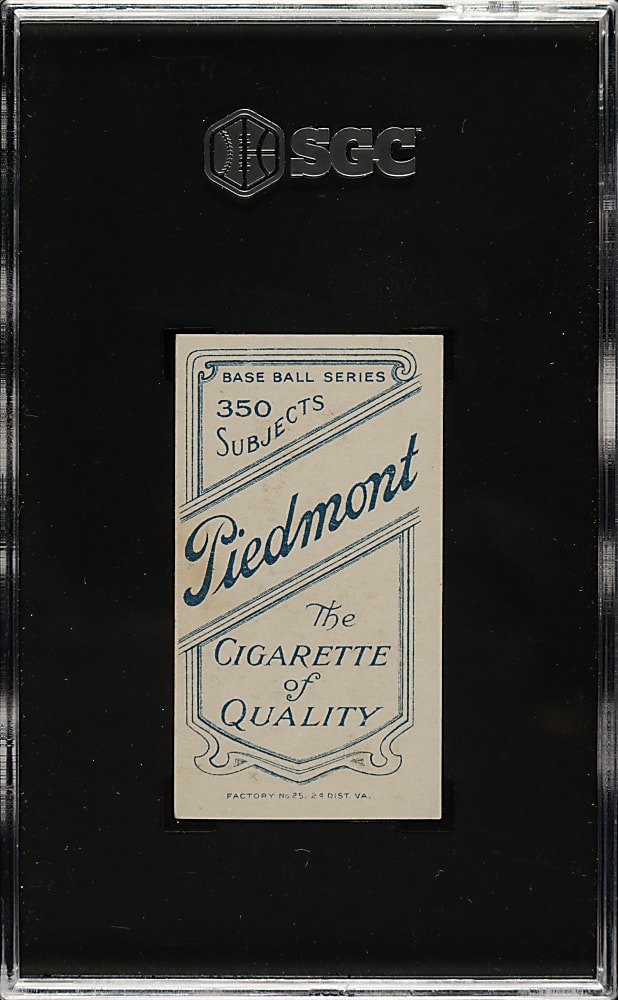 SGC
BASE BALL SERIES
350
SUBJECTS
Piedmont
The
CIGARETTE
of
QUALITY
FACTORY No. 25, 2d DIST. VA.